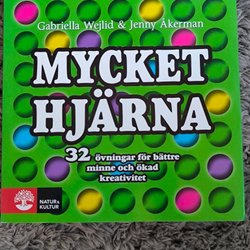 Gabriella Wejlid & Jenny Åkerman
MYCKET
HJÄRNA
32 övningar för bättre
minne och ökad
kreativitet
NATUR &
KULTUR